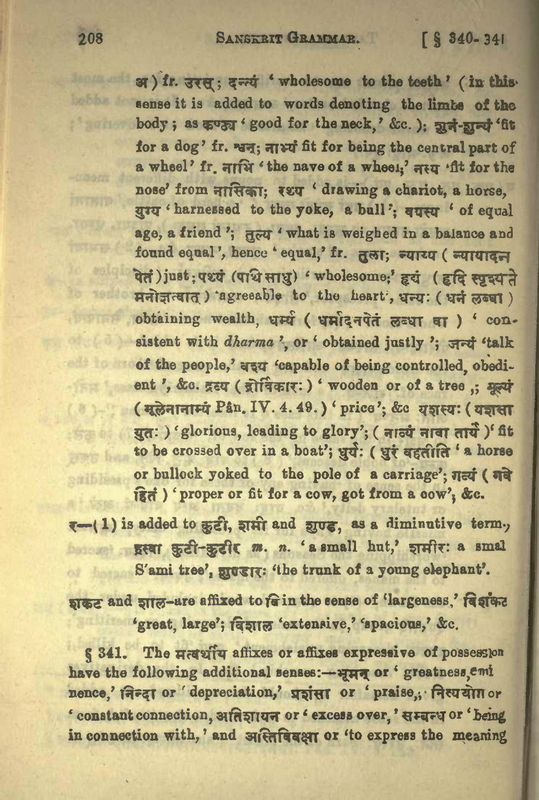 208 SANSKRIT GRAMMAR. [ § 340-341
अ ) fr. उरस्; दन्त्यं ‘ wholesome to the teeth ’ ( in this
sense it is added to words denoting the limbs of the
body ; as कण्ठ्य ‘ good for the neck,’ &c. ); शुनं-शुन्यं ‘fit
for a dog’ fr. श्वन्; नाभ्यं fit for being the central part of
a wheel’ fr. नाभि ‘the nave of a wheel;’ नस्य ‘fit for the
nose’ from नासिका; रथ्य ‘ drawing a chariot, a horse,
युग्य ‘ harnessed to the yoke, a bull ’; वयस्य ‘ of equal
age, a friend ’; तुल्य ‘ what is weighed in a balance and
found equal’, hence ‘ equal,’ fr. तुला; न्याय्य ( न्यायादन
पेतं ) just; पथ्यं (पथि साधु) ‘ wholesome;’ हृद्यं ( हृदि स्पृश्यते
मनोज्ञत्वात् ) ‘agreeable to the heart’, धन्यः ( धनं लब्धा )
obtaining wealth, धर्म्यं ( धर्मादनपेतं लब्धा वा ) ‘ con-
sistent with dharma ’, or ‘ obtained justly ’; जन्यं ‘talk
of the people,’ वश्य ‘capable of being controlled, obedi-
ent ’, &c. द्रव्य ( द्रोर्विकारः ) ‘ wooden or of a tree ,; मूल्यं
( मूलेनानाम्यं Pân. IV. 4. 49. ) ‘ price’; &c यशस्यः ( यशसा
युतः ) ‘glorious, leading to glory’; ( नाव्यं नावा तार्यं )‘ fit
to be crossed over in a boat’; धुर्यः ( धुरं वहतीति ‘ a horse
or bullock yoked to the pole of a carriage’; गव्यं ( गवे
हितं ) ‘proper or fit for a cow, got from a cow’, &c.
र—(1) is added to कुटी, शमी and शुण्ड, as a diminutive term.,
ह्रस्वा कुटी-कुटीर m. n. ‘a small hut,’ शमीरः a smal
S'ami tree’, शुण्डारः ‘the trunk of a young elephant’.
शकट and शाल—are affixed to वि in the sense of ‘largeness,’ विशंकट
‘great, large’; विशाल ‘extensive,’ ‘spacious,’ &c.
§ 341. The मत्वर्थीय affixes or affixes expressive of possession
have the following additional senses:—भूमन् or ‘ greatness, emi
nence,’ निन्दा or ‘ depreciation,’ प्रशंसा or ‘ praise,; नित्ययोग or
‘ constant connection, अतिशायन or ‘ excess over, ’ सम्बन्ध or ‘being
in connection with, ’ and अस्तिविवक्षा or ‘to express the meaning